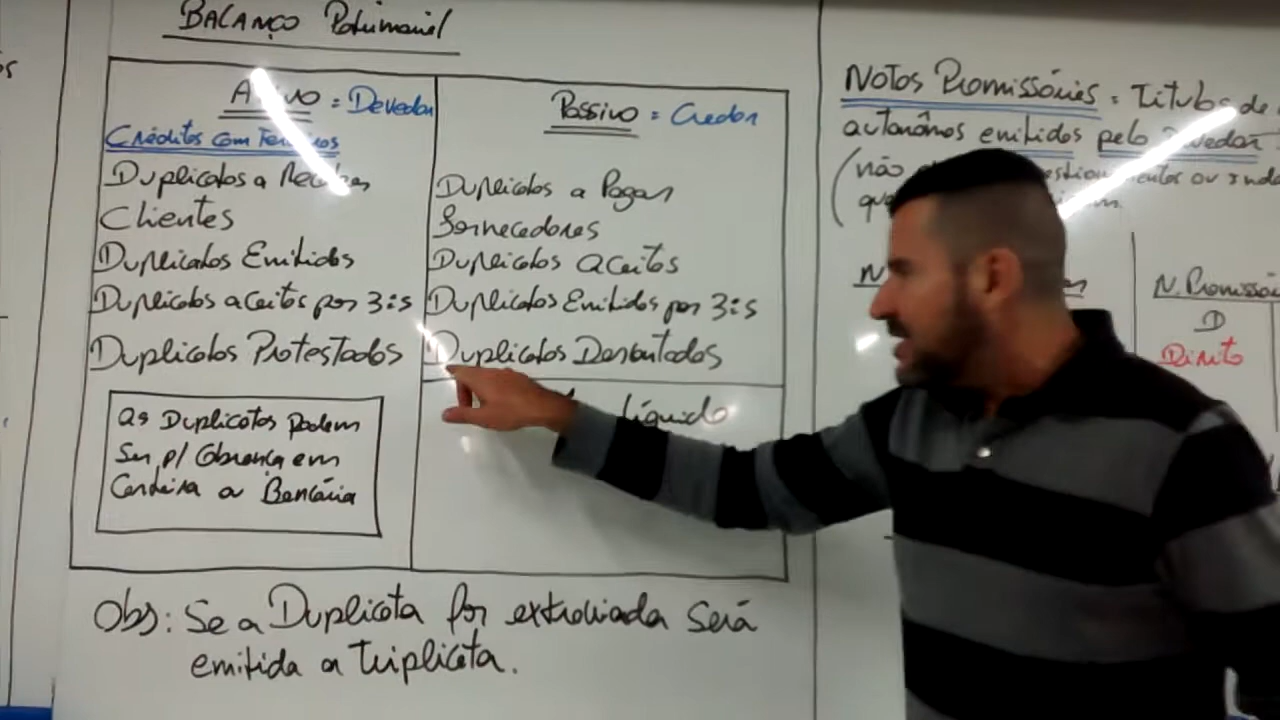 BALANÇO Patrimonial
Ativo = Devedor
Créditos com Terceiros
Duplicatas a Receber
Clientes
Duplicatas Emitidas
Duplicatas aceitas por 3ºs
Duplicatas Protestadas
as Duplicatas Podem
Ser p/ Cobrança em
Carteira ou Bancária
Passivo = Credor
Duplicatas a Pagar
Fornecedores
Duplicatas aceitas
Duplicatas Emitidas por 3ºs
Duplicatas Descontadas
Líquido
Obs: Se a Duplicata for extraviada Será
emitida a Triplicata.
Notas Promissórias = Títulos de
autonômos emitidos pelo Devedor
(não
N. Promissó
D
Direito